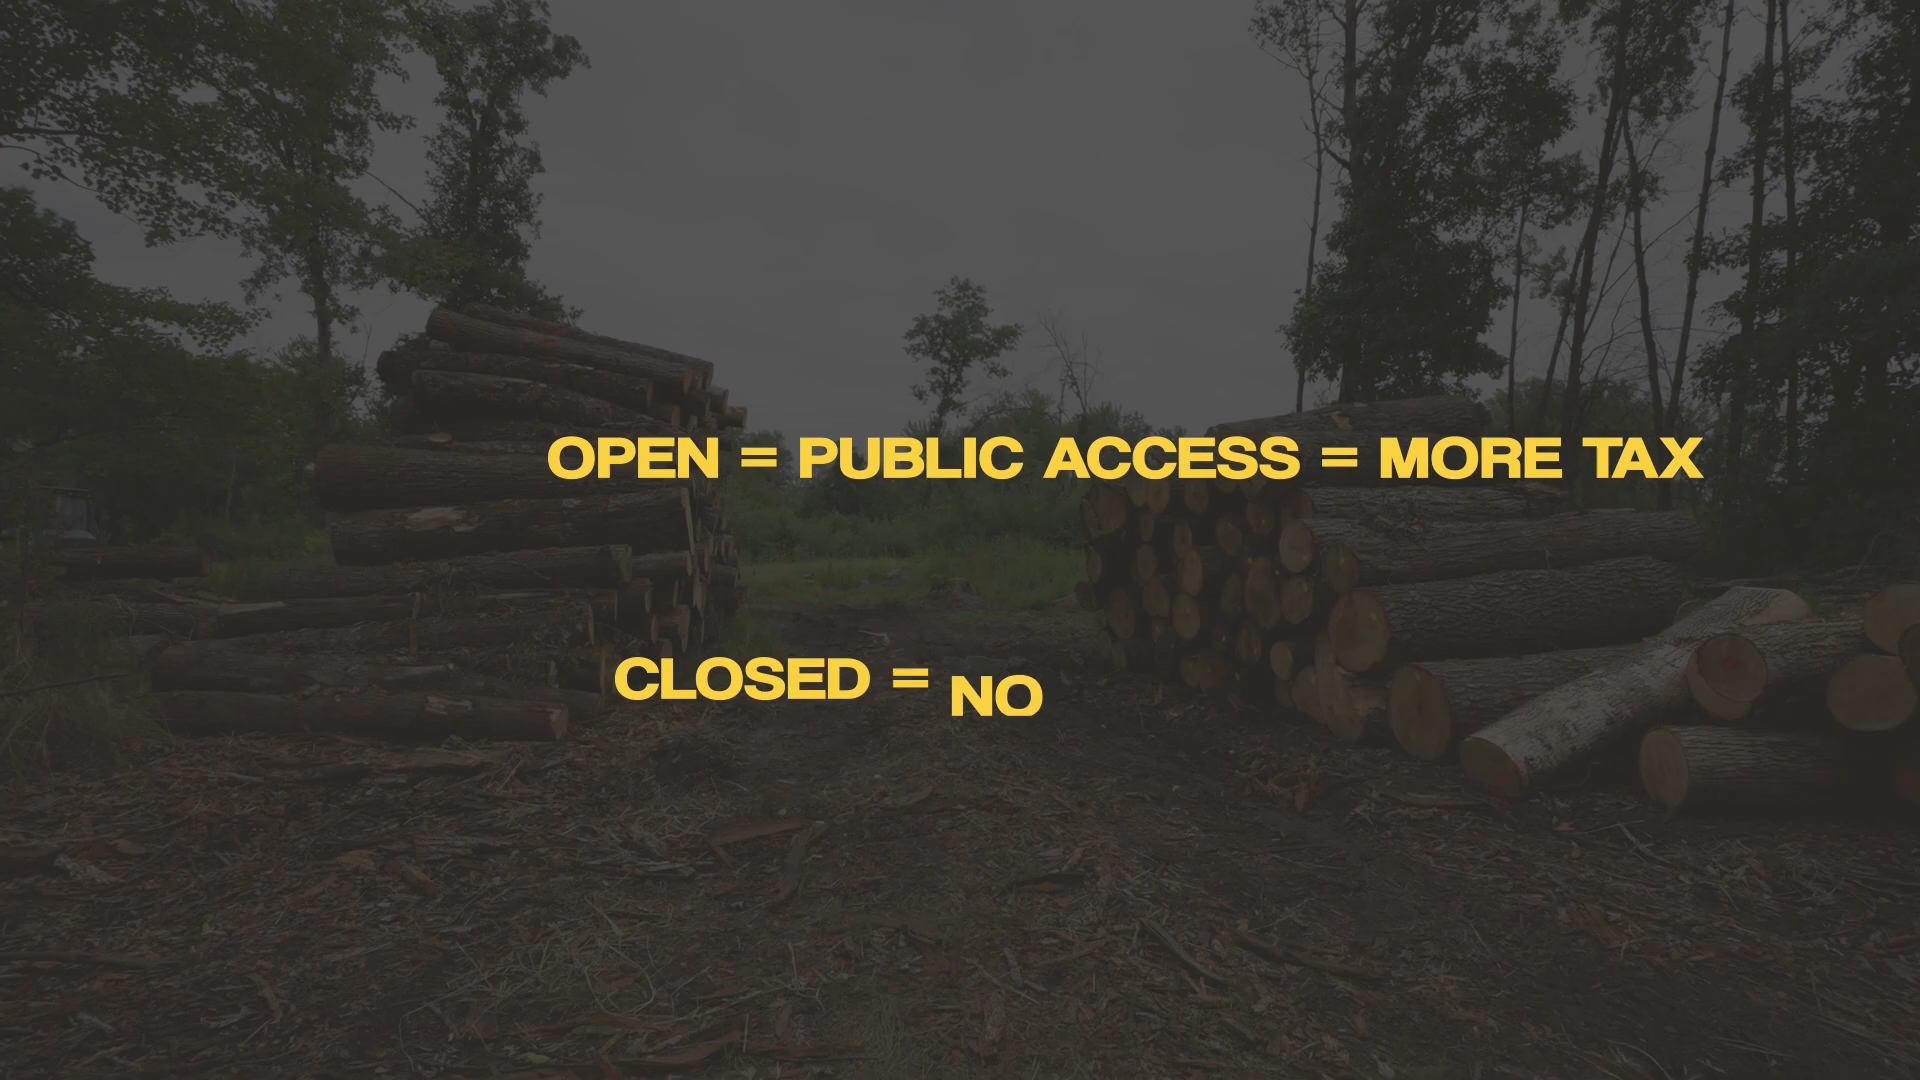 OPEN = PUBLIC ACCESS = MORE TAX
CLOSED = NO